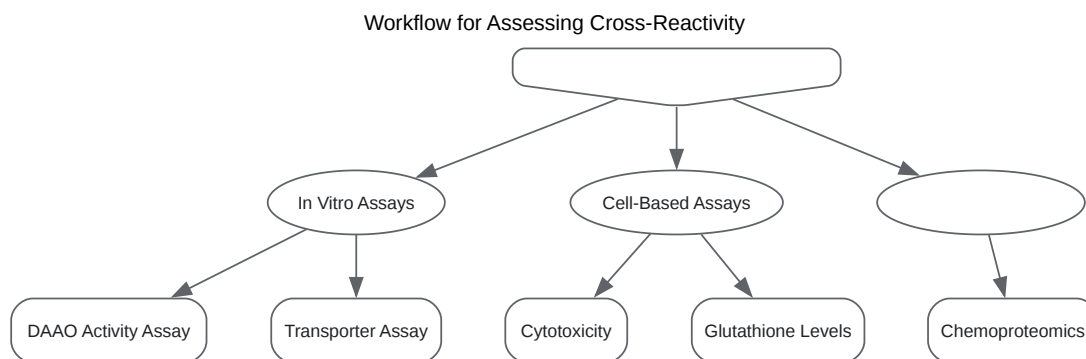 Workflow for Assessing Cross-Reactivity
In Vitro Assays
Cell-Based Assays
DAAO Activity Assay
Transporter Assay
Cytotoxicity
Glutathione Levels
Chemoproteomics